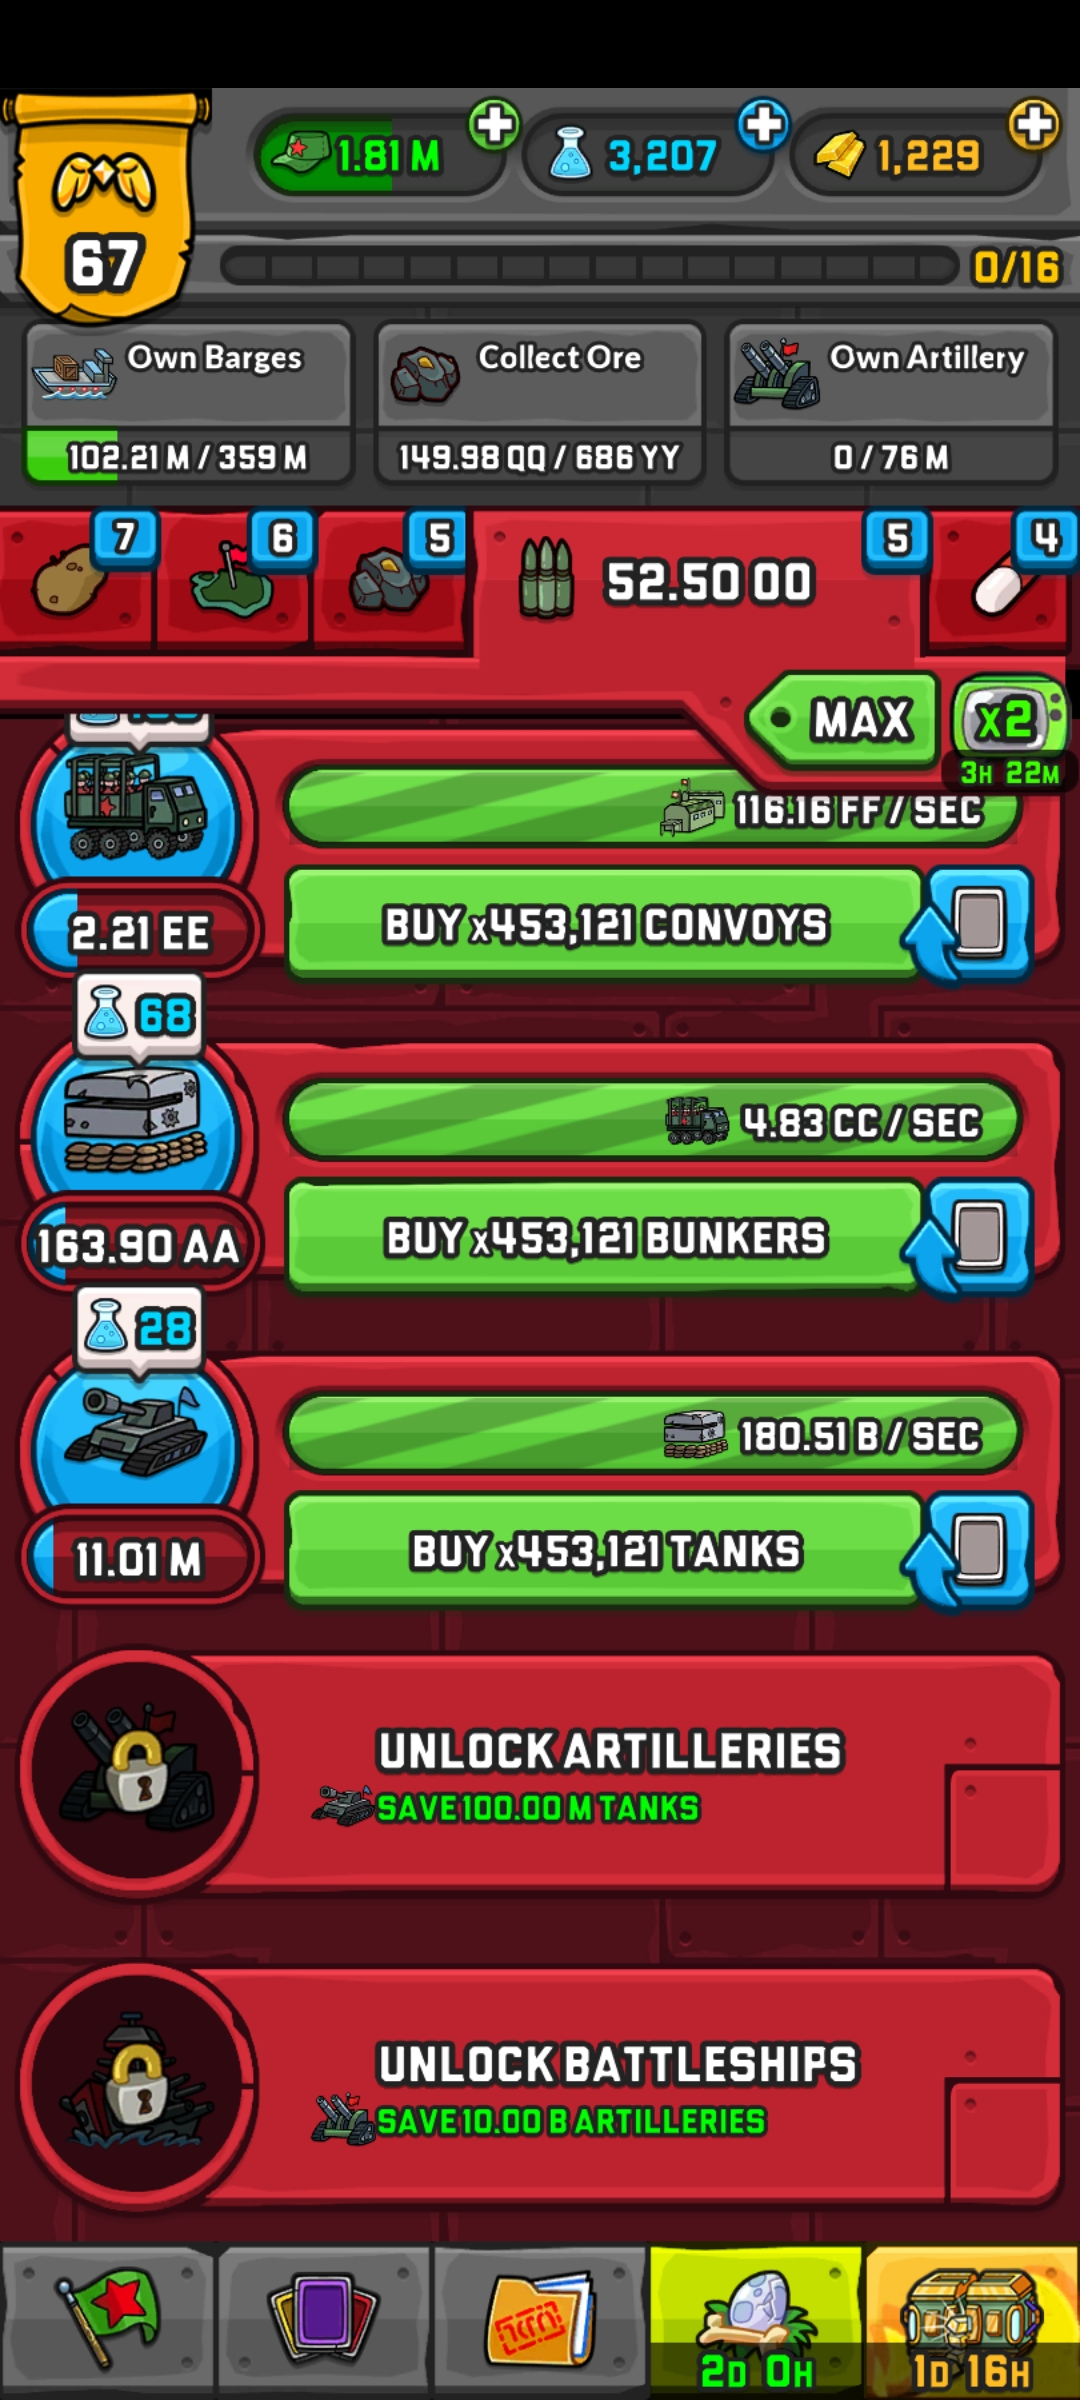 1.81 M
3,207
1,229
67
0/16
Own Barges
102.21 M / 359 M
Collect Ore
149.98 QQ / 686 YY
Own Artillery
0 / 76 M
7
6
5
52.50 OO
5
4
MAX
x2
3H 22M
116.16 FF / SEC
2.21 EE
BUY x453,121 CONVOYS
68
4.83 CC / SEC
163.90 AA
BUY x453,121 BUNKERS
28
180.51 B / SEC
11.01 M
BUY x453,121 TANKS
UNLOCK ARTILLERIES
SAVE 100.00 M TANKS
UNLOCK BATTLESHIPS
SAVE 10.00 B ARTILLERIES
2D 0H
1D 16H